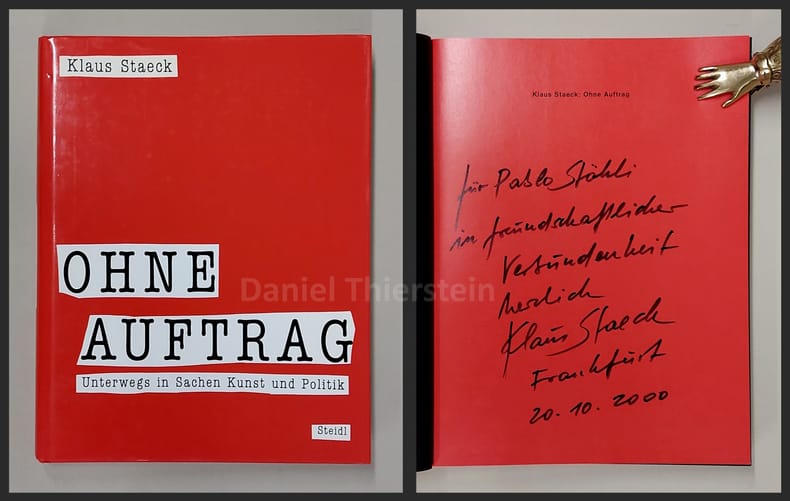 Klaus Staeck
OHNE
AUFTRAG
Unterwegs in Sachen Kunst und Politik
Steidl
Daniel Thierstein
Klaus Staeck: Ohne Auftrag
für Pablo Stähli
in freundschaftlicher
Verbundenheit
herzlich
Klaus Staeck
Frankfurt
20.10.2000